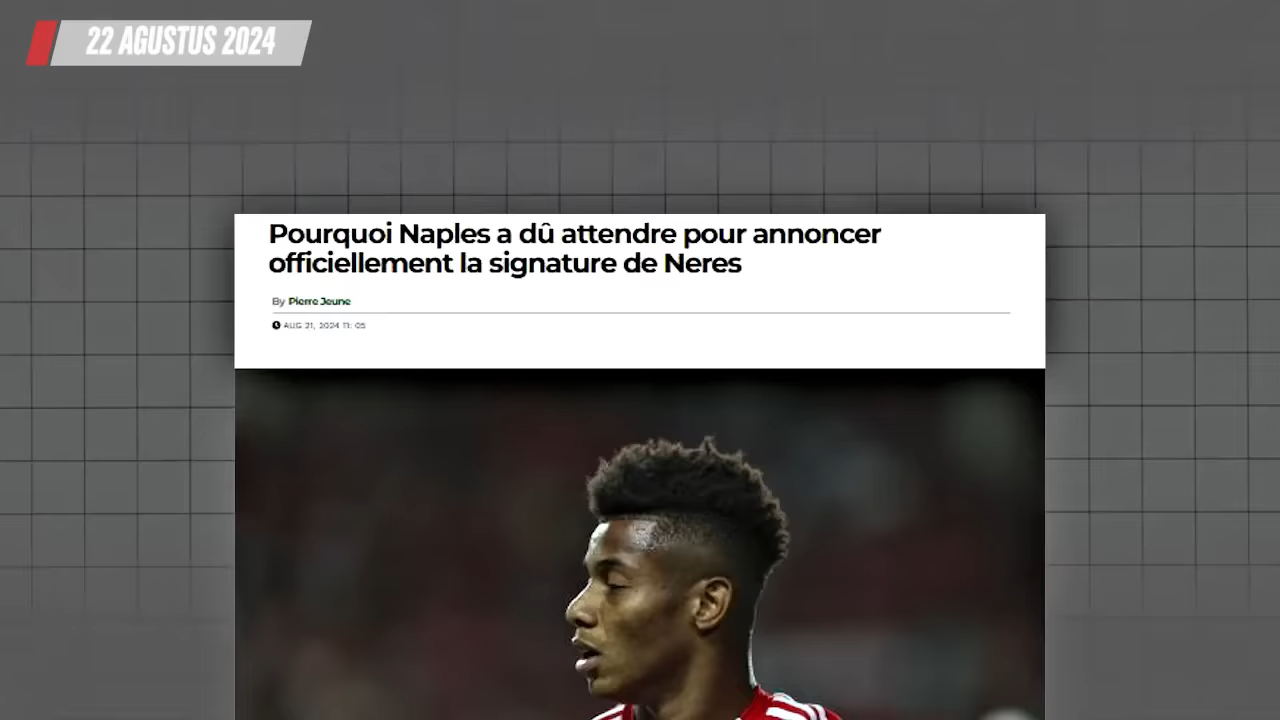 22 AGUSTUS 2024
Pourquoi Naples a dû attendre pour annoncer
officiellement la signature de Neres
By Pierre Jeune
AUG 21, 2024 11: 05